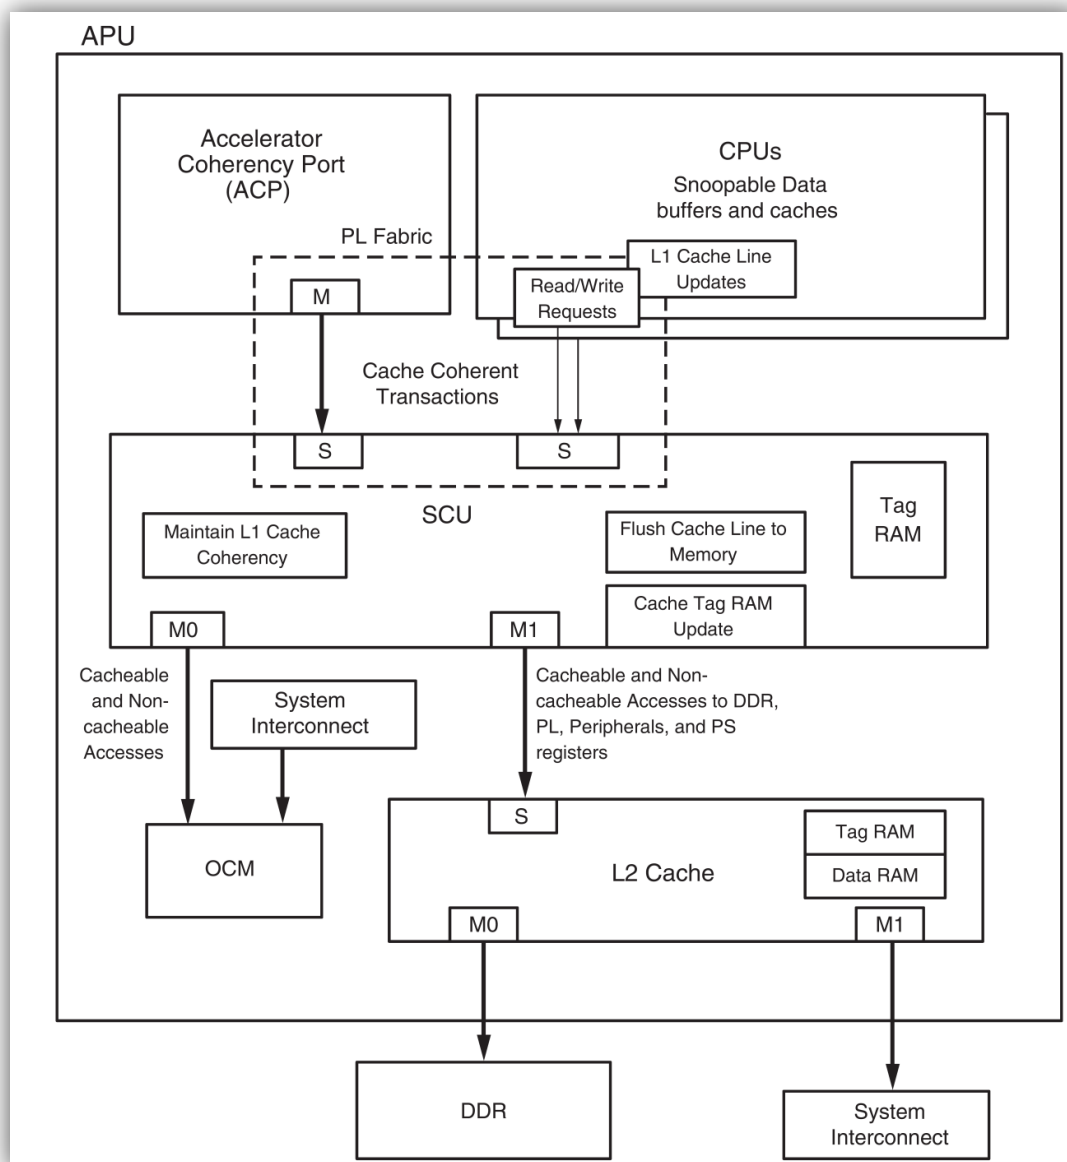 APU
Accelerator
Coherency Port
(ACP)
CPUs
Snoopable Data
buffers and caches
PL Fabric
L1 Cache Line
Updates
Read/Write
Requests
M
Cache Coherent
Transactions
S
S
SCU
Tag
RAM
Maintain L1 Cache
Coherency
Flush Cache Line to
Memory
Cache Tag RAM
Update
M0
M1
Cacheable
and Non-
cacheable
Accesses
System
Interconnect
Cacheable and Non-
cacheable Accesses to DDR,
PL, Peripherals, and PS
registers
S
Tag RAM
Data RAM
OCM
L2 Cache
M0
M1
DDR
System
Interconnect